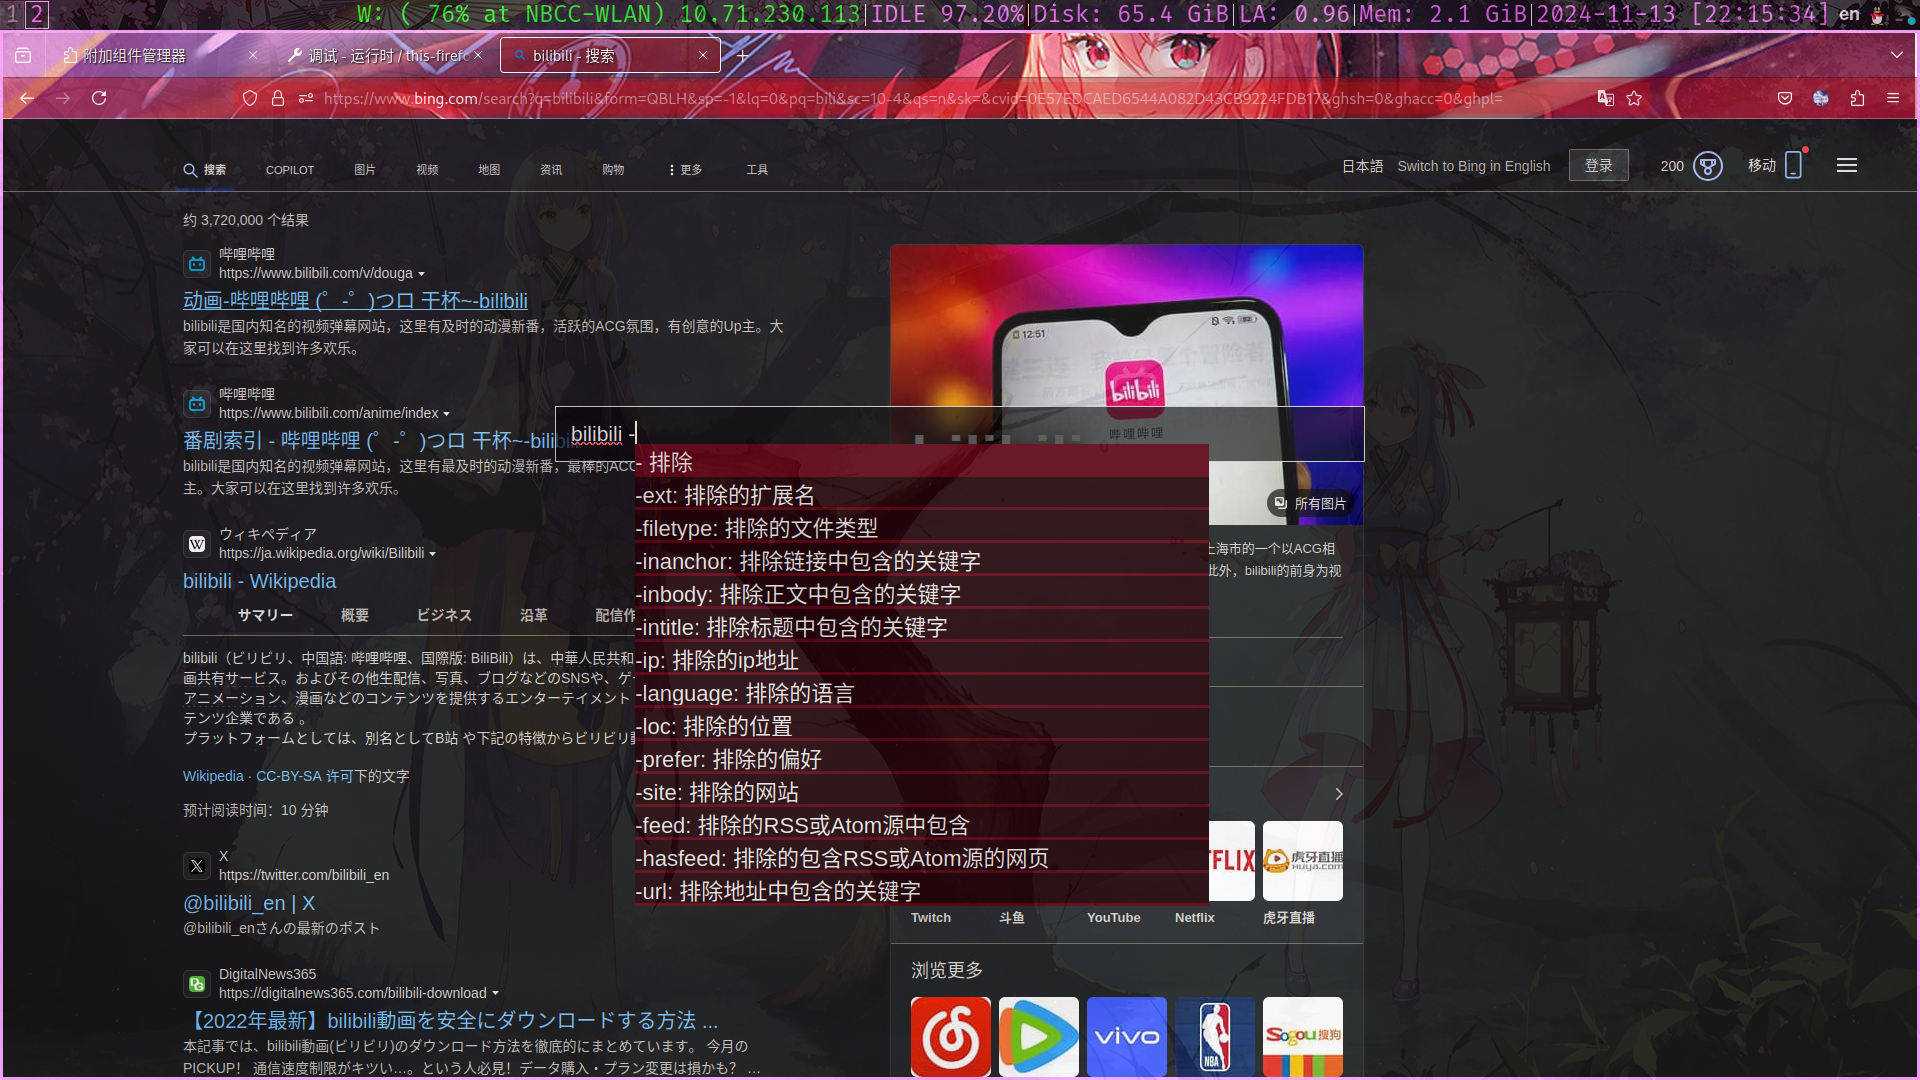 1 2
W: ( 76% at NBCC-WLAN) 10.71.230.113|IDLE 97.20%|Disk: 65.4 GiB|LA: 0.96|Mem: 2.1 GiB|2024-11-13 [22:15:34] en
附加组件管理器
调试 - 运行时 / this-firef
bilibili - 搜索
https://www.bing.com/search?q=bilibili&form=QBLH&sp=-1&lq=0&pq=bili&sc=10-4&qs=n&sk=&cvid=0E57EDCAED6544A082D43CB9224FDB17&ghsh=0&ghacc=0&ghpl=
搜索 COPILOT 图片 视频 地图 资讯 购物 更多 工具
日本語 Switch to Bing in English 登录 200 移动
约 3,720,000 个结果
哔哩哔哩
https://www.bilibili.com/v/douga
动画-哔哩哔哩 (゜-゜)つロ 干杯~-bilibili
bilibili是国内知名的视频弹幕网站，这里有及时的动漫新番，活跃的ACG氛围，有创意的Up主。大
家可以在这里找到许多欢乐。
哔哩哔哩
https://www.bilibili.com/anime/index
番剧索引 - 哔哩哔哩 (゜-゜)つロ 干杯~-bilib
bilibili是国内知名的视频弹幕网站，这里有最及时的动漫新番，最棒的ACG
主。大家可以在这里找到许多欢乐。
ウィキペディア
https://ja.wikipedia.org/wiki/Bilibili
bilibili - Wikipedia
サマリー 概要 ビジネス 沿革 配信作
bilibili（ビリビリ、中国語: 哔哩哔哩、国際版: BiliBili）は、中華人民共和
画共有サービス。およびその他生配信、写真、ブログなどのSNSや、ゲー
アニメーション、漫画などのコンテンツを提供するエンターテイメント
テンツ企業である 。
プラットフォームとしては、別名としてB站 や下記の特徴からビリビリ
Wikipedia · CC-BY-SA 许可下的文字
预计阅读时间：10 分钟
X
https://twitter.com/bilibili_en
@bilibili_en | X
@bilibili_enさんの最新のポスト
DigitalNews365
https://digitalnews365.com/bilibili-download
【2022年最新】bilibili動画を安全にダウンロードする方法 ...
本記事では、bilibili動画(ビリビリ)のダウンロード方法を徹底的にまとめています。 今月の
PICKUP！ 通信速度制限がキツい…。という人必見！データ購入・プラン変更は損かも？ …
bilibili -
- 排除
-ext: 排除的扩展名
-filetype: 排除的文件类型
-inanchor: 排除链接中包含的关键字
-inbody: 排除正文中包含的关键字
-intitle: 排除标题中包含的关键字
-ip: 排除的ip地址
-language: 排除的语言
-loc: 排除的位置
-prefer: 排除的偏好
-site: 排除的网站
-feed: 排除的RSS或Atom源中包含
-hasfeed: 排除的包含RSS或Atom源的网页
-url: 排除地址中包含的关键字
12:51
bilibili
哔哩哔哩
所有图片
上海市的一个以ACG相
此外，bilibili的前身为视
FLIX
虎牙直播
Huya.com
Twitch 斗鱼 YouTube Netflix 虎牙直播
浏览更多
vivo
NBA
Sogou搜狗